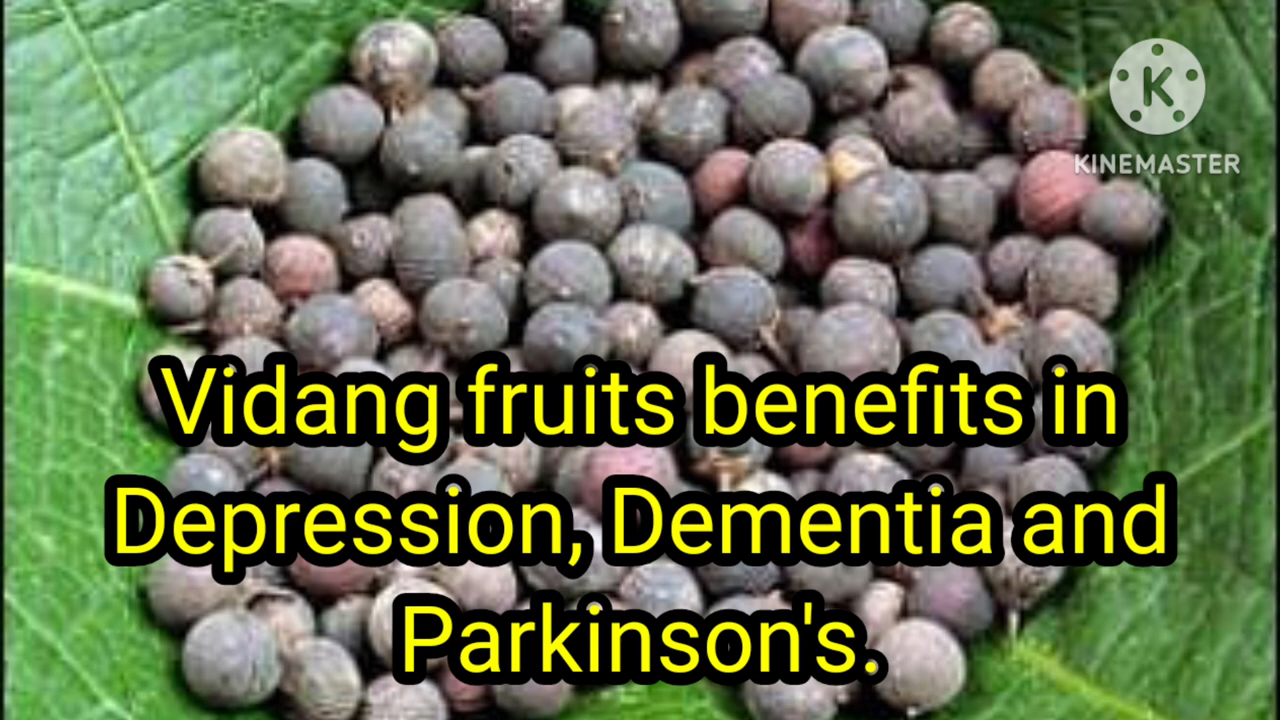 K
KINEMASTER
Vidang fruits benefits in
Depression, Dementia and
Parkinson's.